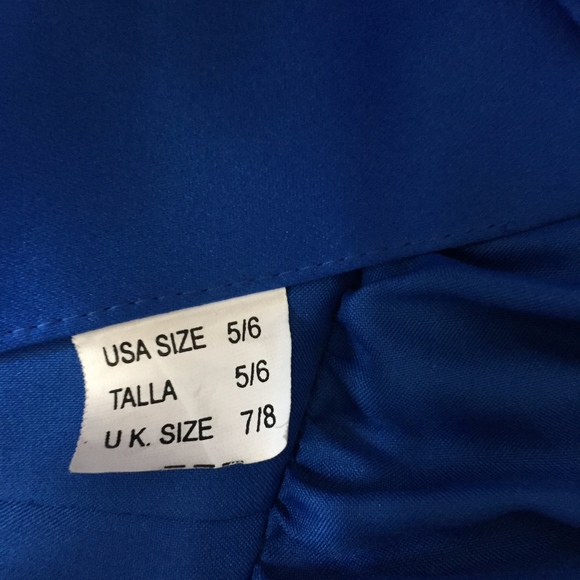 USA SIZE 5/6
TALLA 5/6
U K. SIZE 7/8